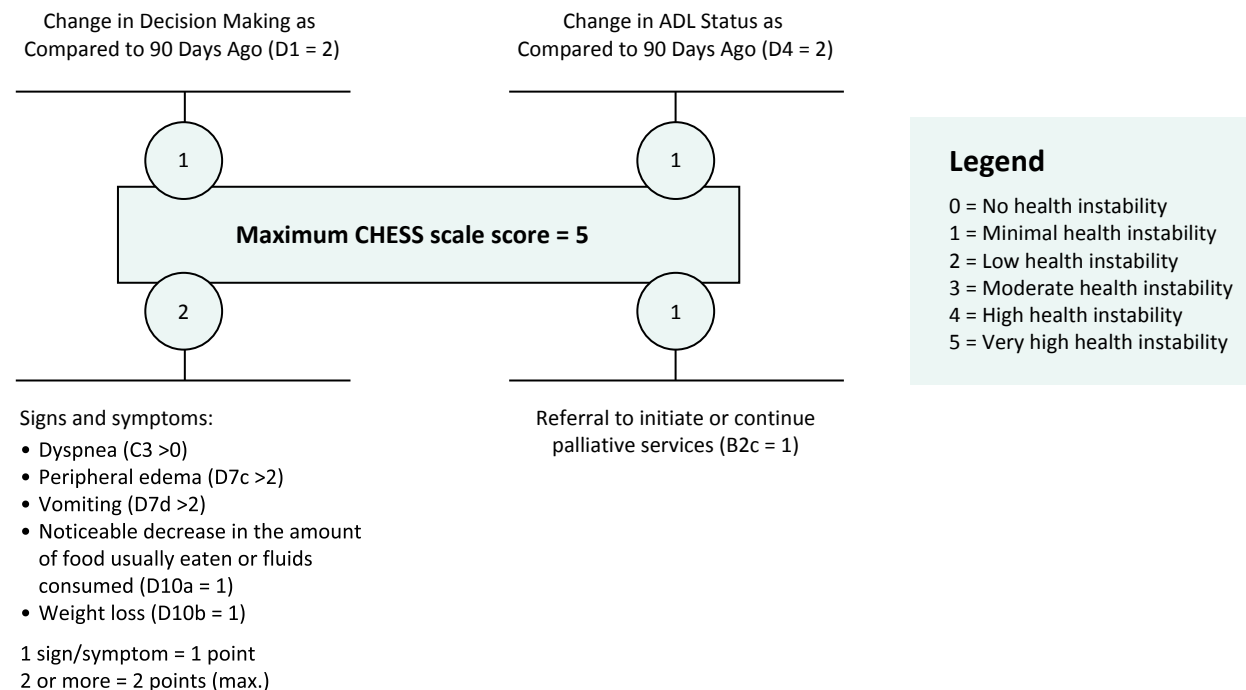 Change in Decision Making as
Compared to 90 Days Ago (D1 = 2)
Change in ADL Status as
Compared to 90 Days Ago (D4 = 2)
1
1
Maximum CHESS scale score = 5
2
1
Signs and symptoms:
• Dyspnea (C3 >0)
• Peripheral edema (D7c >2)
• Vomiting (D7d >2)
• Noticeable decrease in the amount
of food usually eaten or fluids
consumed (D10a = 1)
• Weight loss (D10b = 1)
1 sign/symptom = 1 point
2 or more = 2 points (max.)
Referral to initiate or continue
palliative services (B2c = 1)
Legend
0 = No health instability
1 = Minimal health instability
2 = Low health instability
3 = Moderate health instability
4 = High health instability
5 = Very high health instability